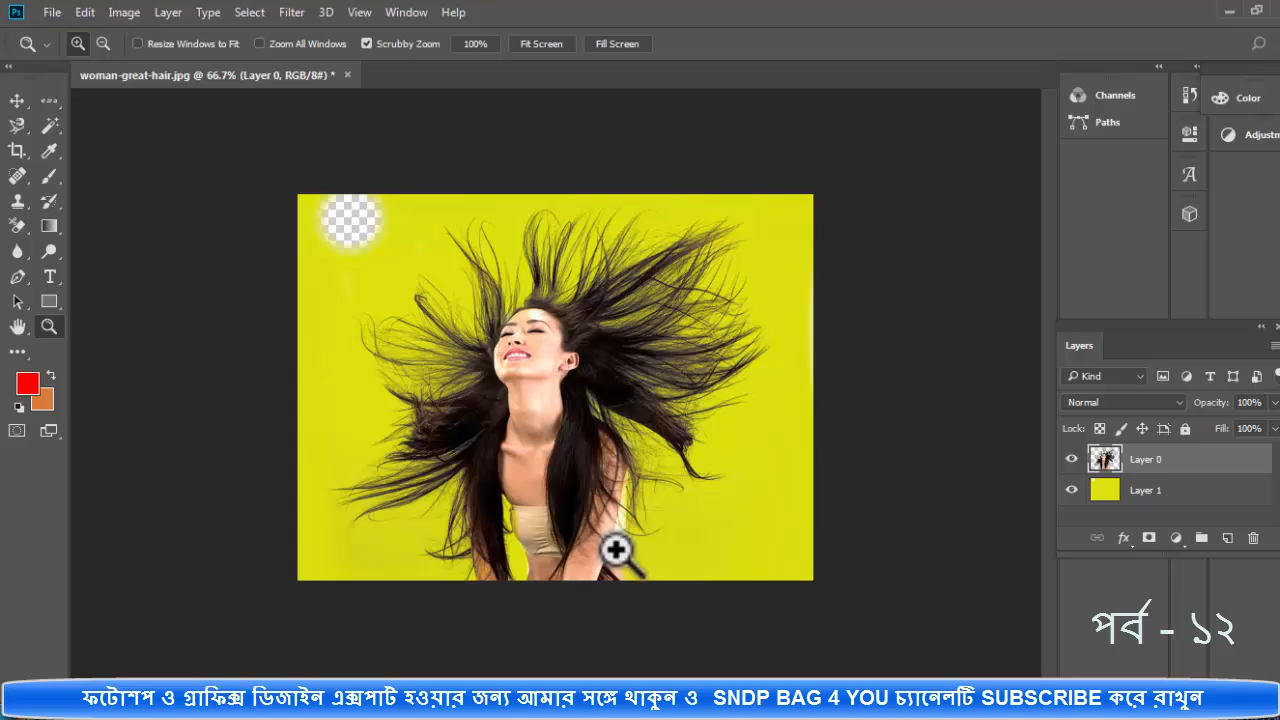 Ps File Edit Image Layer Type Select Filter 3D View Window Help
Resize Windows to Fit Zoom All Windows Scrubby Zoom 100% Fit Screen Fill Screen
woman-great-hair.jpg @ 66.7% (Layer 0, RGB/8#) * ×
Channels
Paths
Color
Adjustm
Layers
Kind
Normal Opacity: 100%
Lock: Fill: 100%
Layer 0
Layer 1
fx
পর্ব - ১২
ফটোশপ ও গ্রাফিক্স ডিজাইন এক্সপার্ট হওয়ার জন্য আমার সঙ্গে থাকুন ও SNDP BAG 4 YOU চ্যানেলটি SUBSCRIBE করে রাখুন